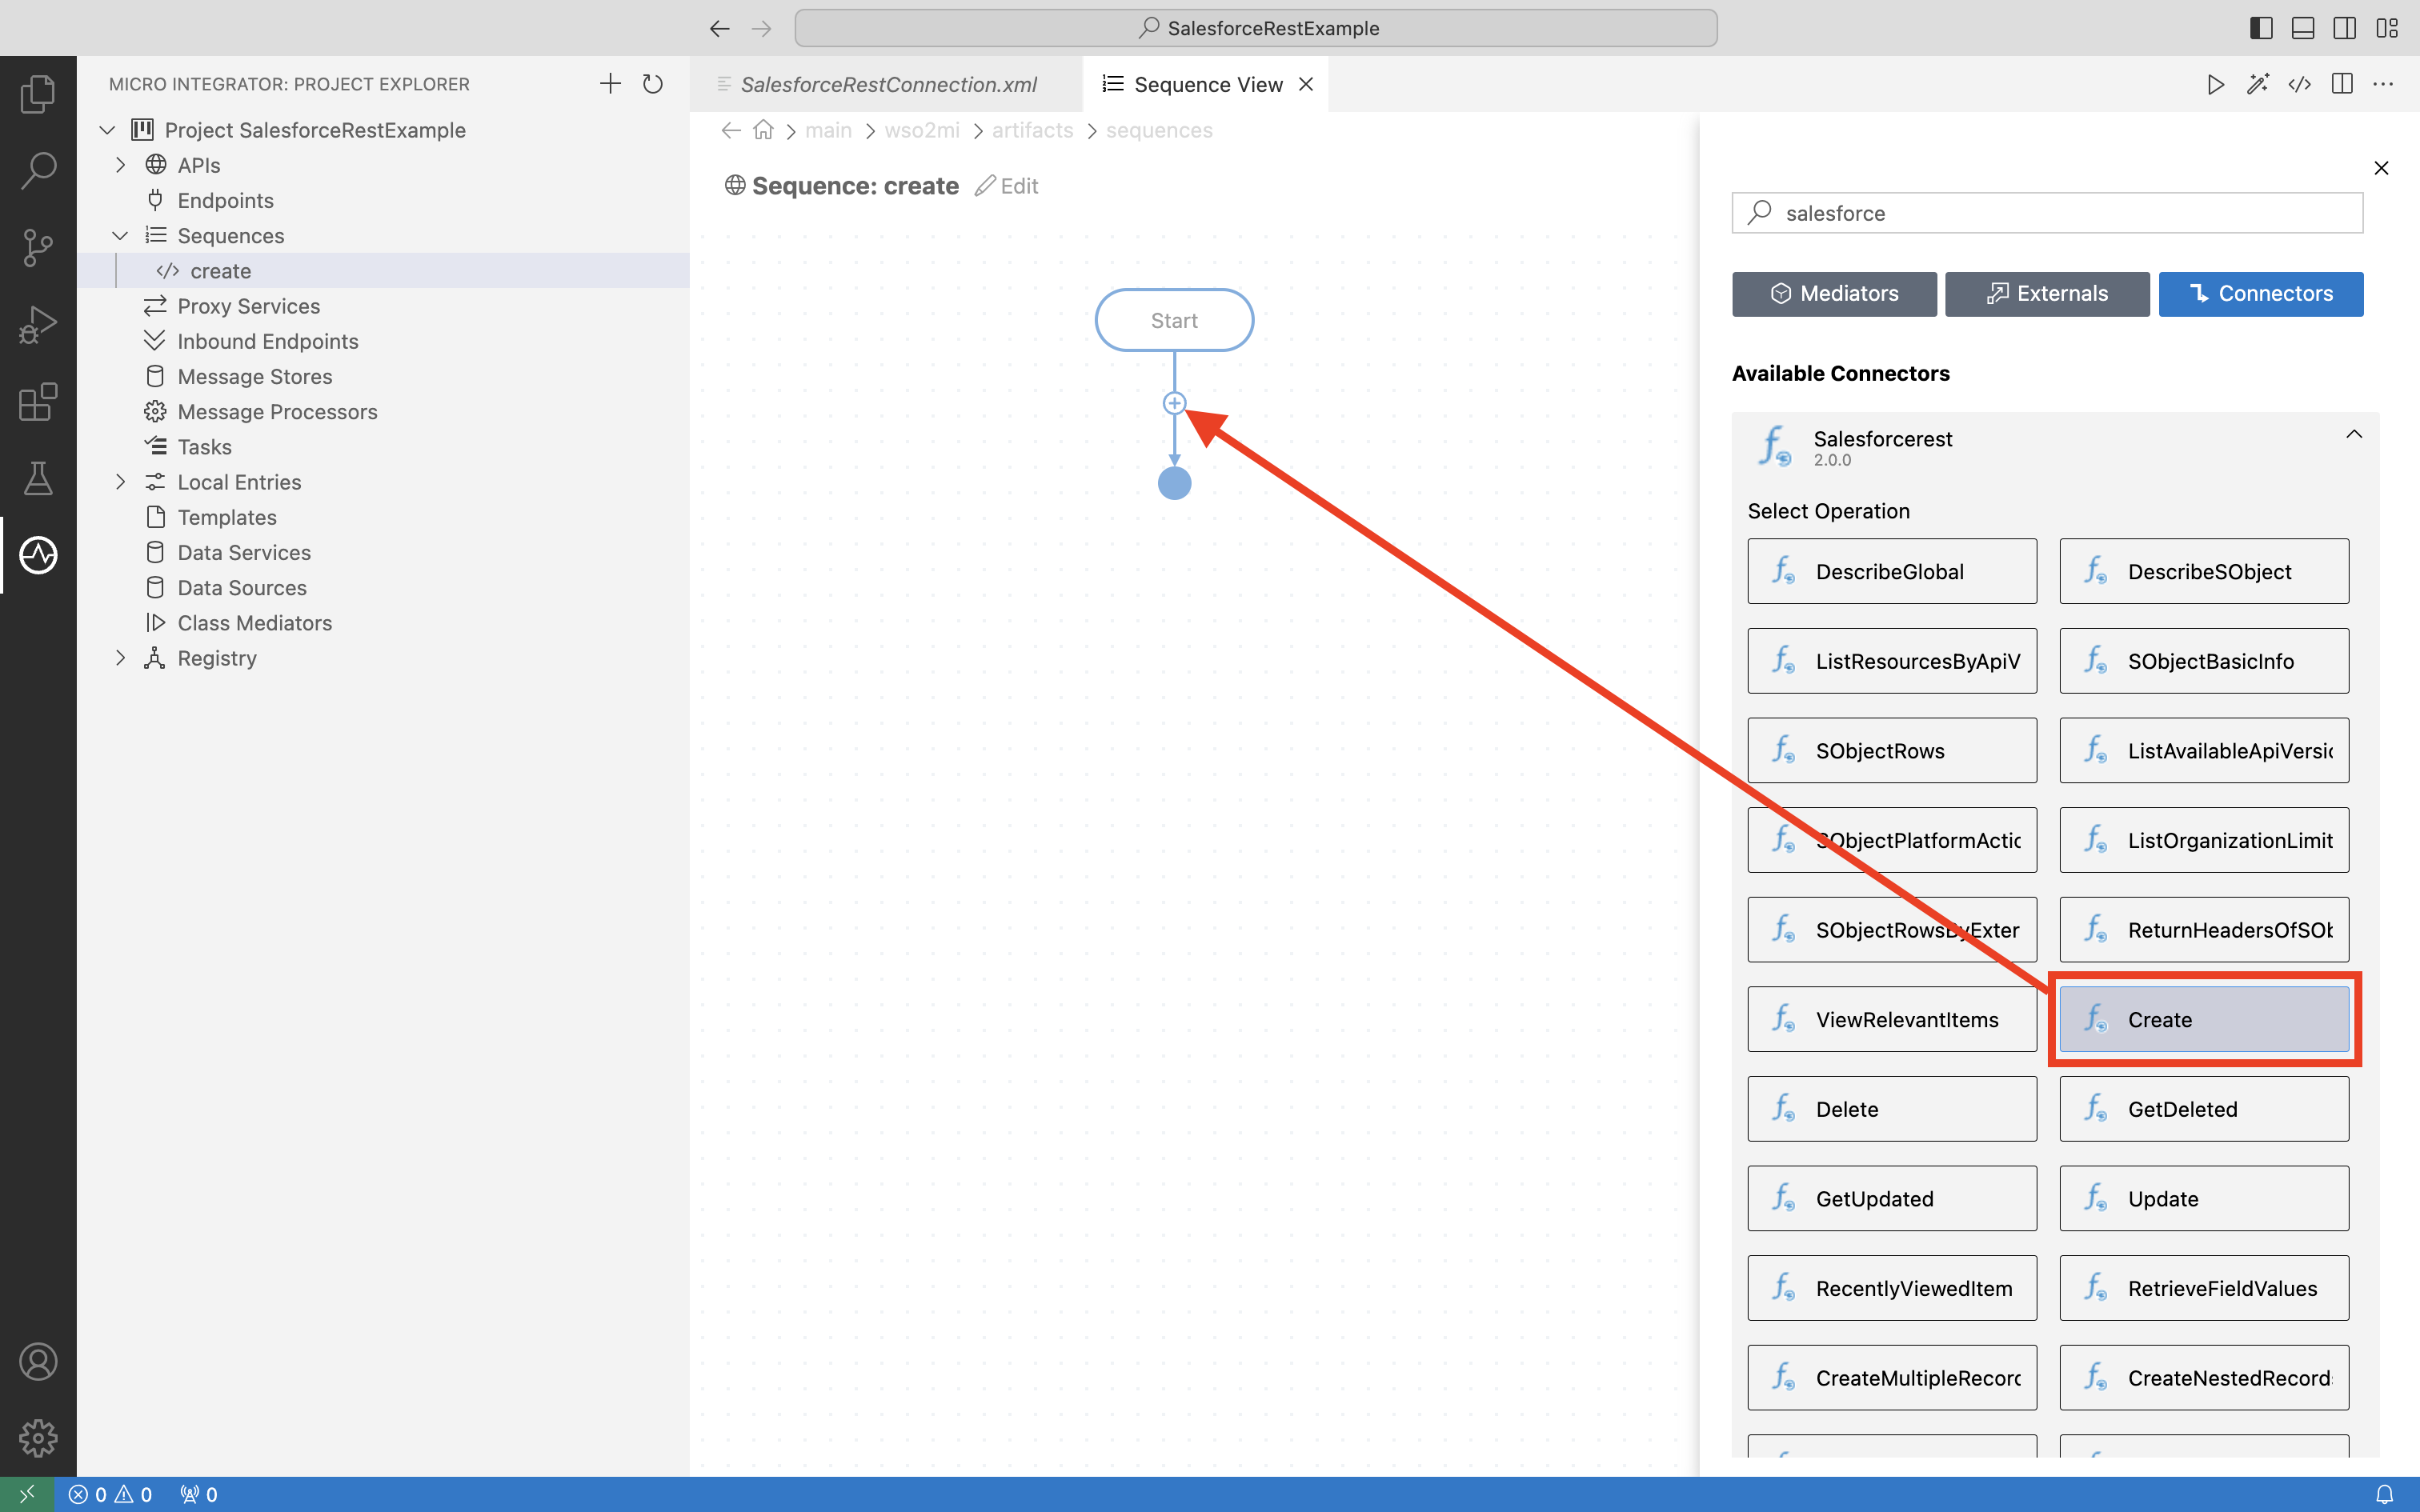 SalesforceRestExample
MICRO INTEGRATOR: PROJECT EXPLORER
Project SalesforceRestExample
APIs
Endpoints
Sequences
create
Proxy Services
Inbound Endpoints
Message Stores
Message Processors
Tasks
Local Entries
Templates
Data Services
Data Sources
Class Mediators
Registry
SalesforceRestConnection.xml
Sequence View
main
wso2mi
artifacts
sequences
Sequence: create
Edit
Start
salesforce
Mediators
Externals
Connectors
Available Connectors
Salesforcerest
2.0.0
Select Operation
DescribeGlobal
DescribeSObject
ListResourcesByApiV
SObjectBasicInfo
SObjectRows
ListAvailableApiVersic
SObjectPlatformActic
ListOrganizationLimit
SObjectRowsByExter
ReturnHeadersOfSOb
ViewRelevantItems
Create
Delete
GetDeleted
GetUpdated
Update
RecentlyViewedItem
RetrieveFieldValues
CreateMultipleRecorc
CreateNestedRecord
0
0
0